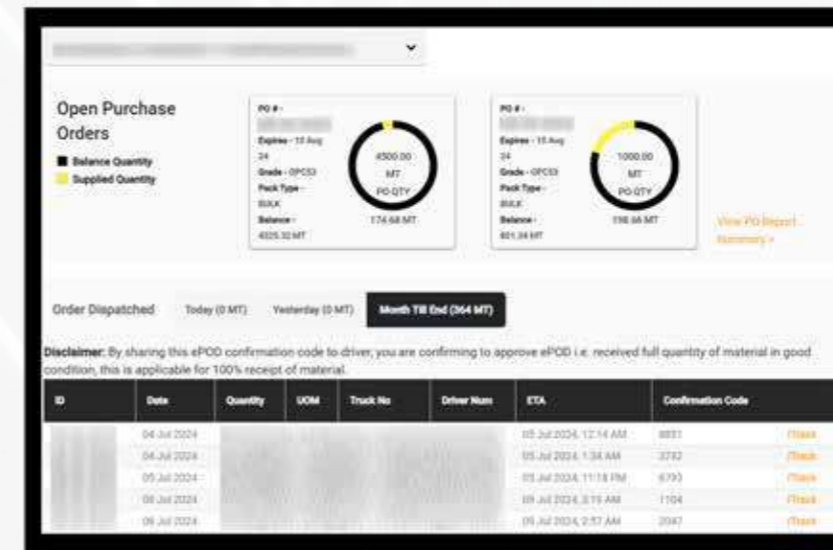 Open Purchase
Orders
Balance Quantity
Supplied Quantity
PO # -
Expires - 10 Aug
24
Grade - OPC53
Pack Type -
BULK
Balance -
4325.32 MT
4500.00
MT
PO QTY
174.68 MT
PO # -
Expires - 10 Aug
24
Grade - OPC53
Pack Type -
BULK
Balance -
801.34 MT
1000.00
MT
PO QTY
198.66 MT
View PO Report
Summary »
Order Dispatched Today (0 MT) Yesterday (0 MT) Month Till End (364 MT)
Disclaimer: By sharing this ePOD confirmation code to driver, you are confirming to approve ePOD i.e. received full quantity of material in good
condition, this is applicable for 100% receipt of material.
ID Date Quantity UOM Truck No Driver Num ETA Confirmation Code
04 Jul 2024 05 Jul 2024, 12:14 AM iTrack
04 Jul 2024 05 Jul 2024, 1:34 AM iTrack
05 Jul 2024 05 Jul 2024, 11:18 PM iTrack
08 Jul 2024 09 Jul 2024, 3:15 AM 1104 iTrack
08 Jul 2024 09 Jul 2024, 2:57 AM 2047 iTrack